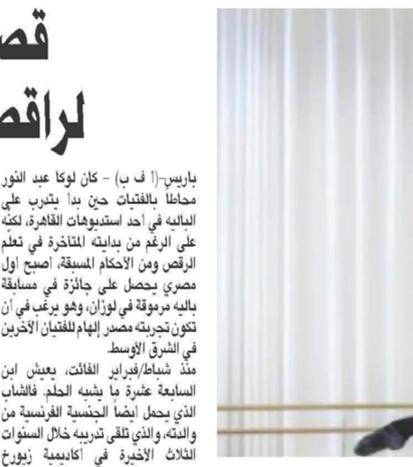 قص
لراقص
باريس-(ا ف ب) - كان لوكا عبد النور
محاطا بالفتيات حين بدأ يتدرب على
الباليه في أحد استديوهات القاهرة، لكنّه
على الرغم من بدايته المتأخرة في تعلّم
الرقص ومن الأحكام المسبقة، أصبح أول
مصري يحصل على جائزة في مسابقة
باليه مرموقة في لوزان، وهو يرغب في أن
تكون تجربته مصدر إلهام للفتيان الآخرين
في الشرق الأوسط.
منذ شباط/فبراير الفائت، يعيش ابن
السابعة عشرة ما يشبه الحلم. فالشاب
الذي يحمل أيضاً الجنسية الفرنسية من
والدته، والذي تلقى تدريبه خلال السنوات
الثلاث الأخيرة في أكاديمية زيورخ